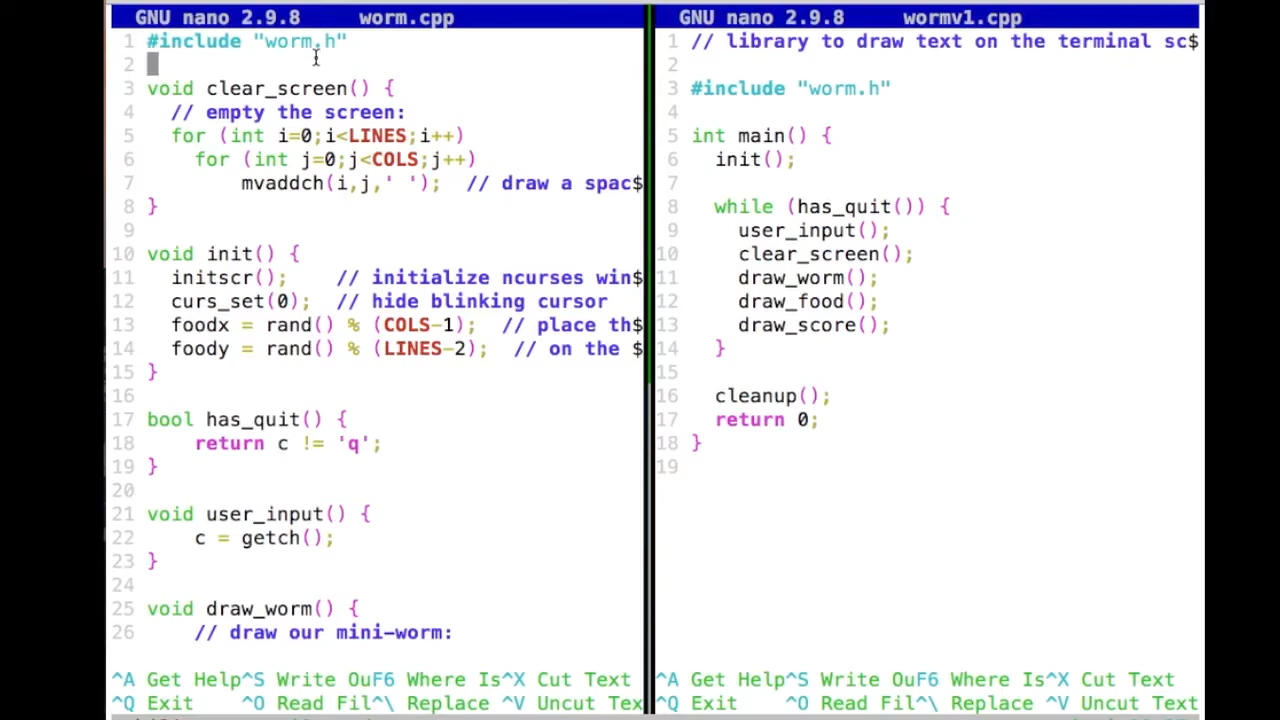 GNU nano 2.9.8     worm.cpp
1 #include "worm.h"
2
3 void clear_screen() {
4   // empty the screen:
5   for (int i=0;i<LINES;i++)
6     for (int j=0;j<COLS;j++)
7         mvaddch(i,j,' ');  // draw a spac$
8 }
9
10 void init() {
11   initscr();    // initialize ncurses win$
12   curs_set(0);  // hide blinking cursor
13   foodx = rand() % (COLS-1);  // place th$
14   foody = rand() % (LINES-2);  // on the $
15 }
16
17 bool has_quit() {
18     return c != 'q';
19 }
20
21 void user_input() {
22     c = getch();
23 }
24
25 void draw_worm() {
26     // draw our mini-worm:
^A Get Help^S Write OuF6 Where Is^X Cut Text
^Q Exit    ^O Read Fil^\ Replace ^V Uncut Tex
GNU nano 2.9.8      wormv1.cpp
1 // library to draw text on the terminal sc$
2
3 #include "worm.h"
4
5 int main() {
6   init();
7
8   while (has_quit()) {
9     user_input();
10     clear_screen();
11     draw_worm();
12     draw_food();
13     draw_score();
14   }
15
16   cleanup();
17   return 0;
18 }
19
^A Get Help^S Write OuF6 Where Is^X Cut Text
^Q Exit    ^O Read Fil^\ Replace ^V Uncut Tex